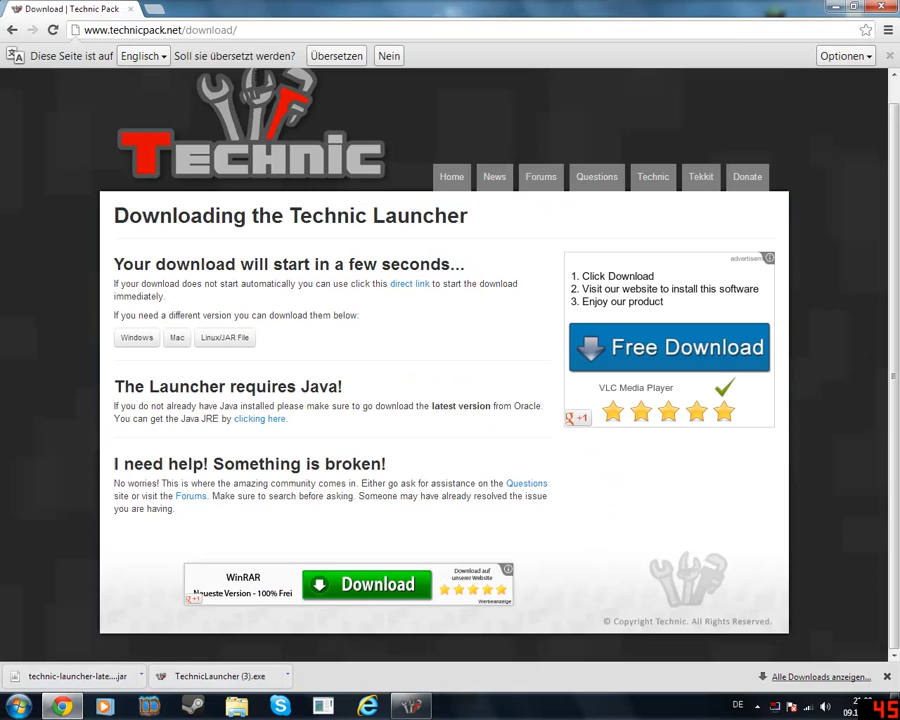 Download | Technic Pack
www.technicpack.net/download/
Diese Seite ist auf Englisch Soll sie übersetzt werden? Übersetzen Nein Optionen
TECHNIC
Home News Forums Questions Technic Tekkit Donate
Downloading the Technic Launcher
Your download will start in a few seconds...
If your download does not start automatically you can use click this direct link to start the download
immediately.
If you need a different version you can download them below:
Windows Mac Linux/JAR File
The Launcher requires Java!
If you do not already have Java installed please make sure to go download the latest version from Oracle.
You can get the Java JRE by clicking here.
I need help! Something is broken!
No worries! This is where the amazing community comes in. Either go ask for assistance on the Questions
site or visit the Forums. Make sure to search before asking. Someone may have already resolved the issue
you are having.
1. Click Download
2. Visit our website to install this software
3. Enjoy our product
Free Download
VLC Media Player
g +1
WinRAR
Neueste Version - 100% Frei
g +1
Download
Download auf
unserer Website
Werbeanzeige
© Copyright Technic. All Rights Reserved.
technic-launcher-late....jar
TechnicLauncher (3).exe
Alle Downloads anzeigen...
DE
09.1
45